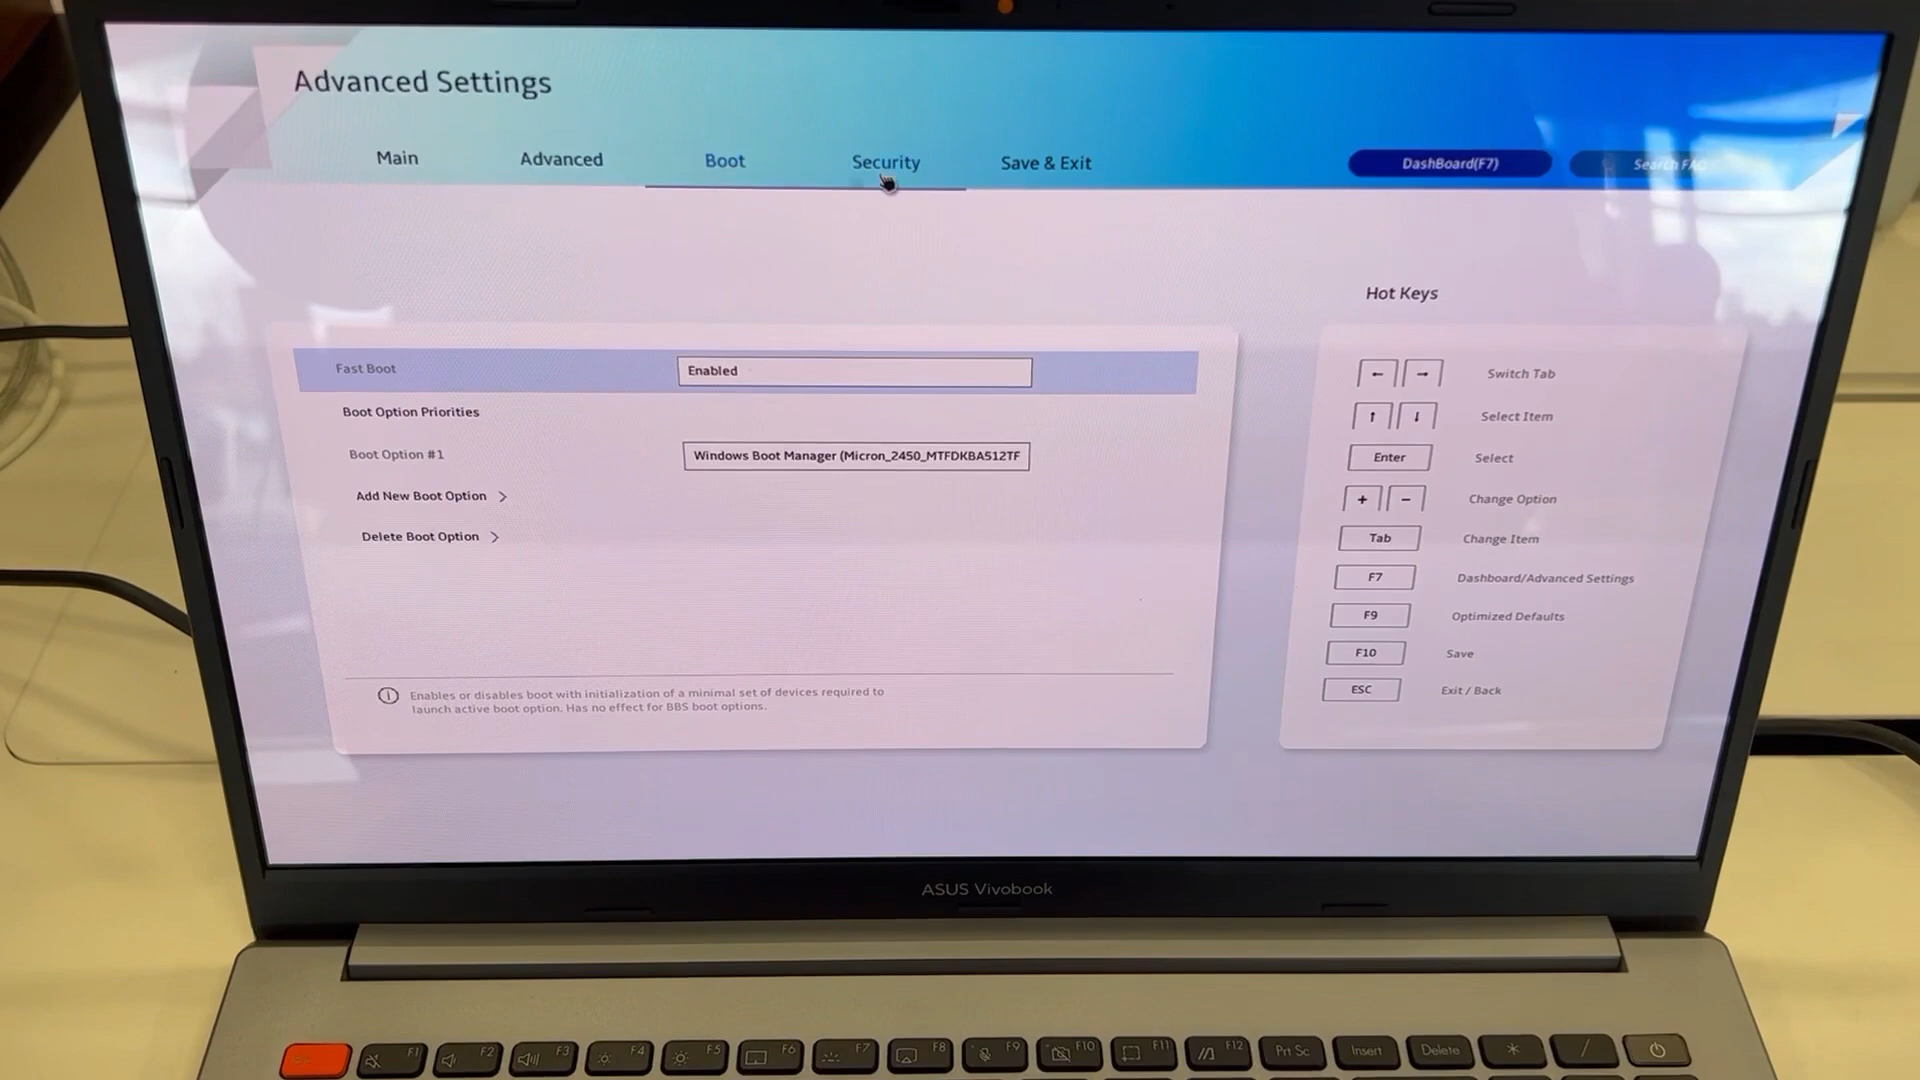 Advanced Settings
Main Advanced Boot Security Save & Exit DashBoard(F7) Search FAQ
Hot Keys
Fast Boot Enabled
Boot Option Priorities
Boot Option #1 Windows Boot Manager (Micron_2450_MTFDKBA512TF
Add New Boot Option >
Delete Boot Option >
Enables or disables boot with initialization of a minimal set of devices required to
launch active boot option. Has no effect for BBS boot options.
← → Switch Tab
↑ ↓ Select Item
Enter Select
+ - Change Option
Tab Change Item
F7 Dashboard/Advanced Settings
F9 Optimized Defaults
F10 Save
ESC Exit / Back
ASUS Vivobook
F1 F2 F3 F4 F5 F6 F7 F8 F9 F10 F11 F12 Prt Sc Insert Delete * /